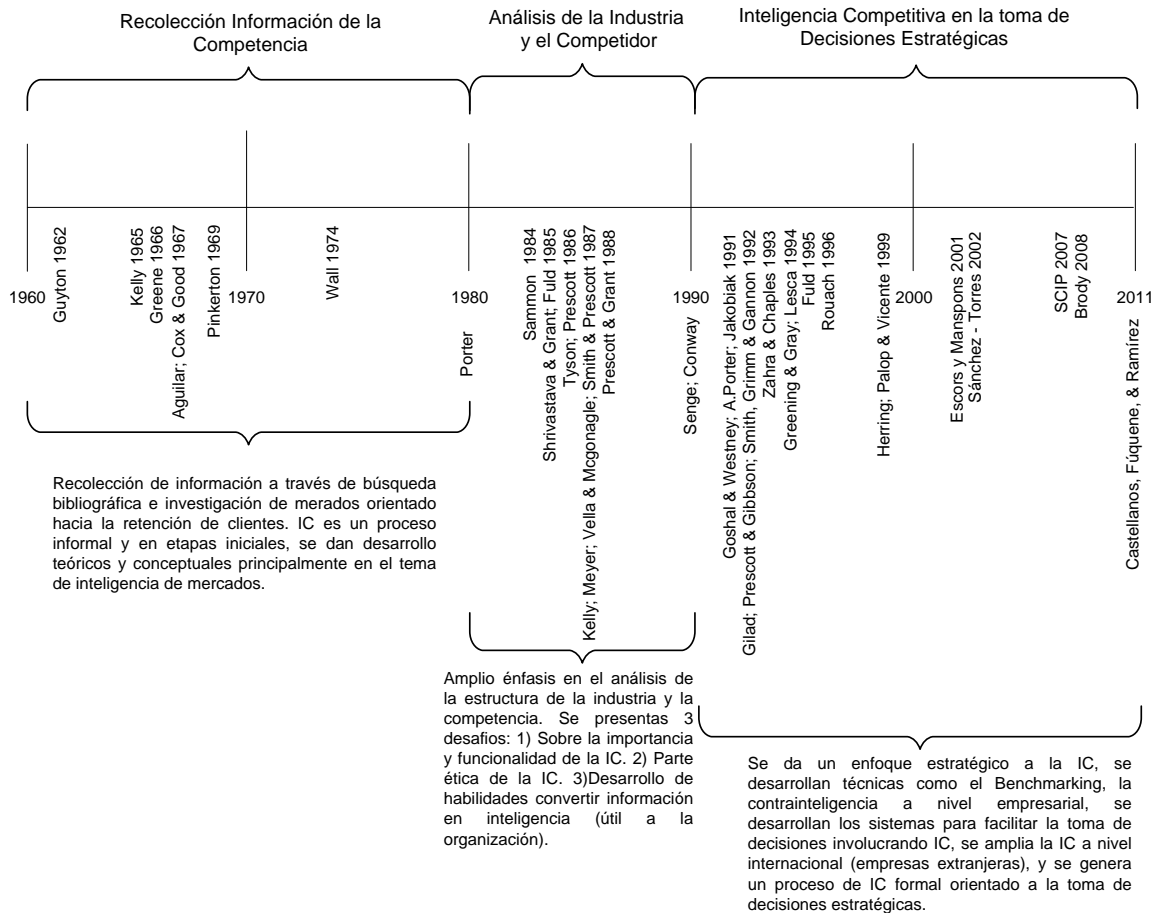 Recolección Información de la
Competencia
Análisis de la Industria
y el Competidor
Inteligencia Competitiva en la toma de
Decisiones Estratégicas
1960
Guyton 1962
Kelly 1965
Greene 1966
Aguilar; Cox & Good 1967
Pinkerton 1969
1970
Wall 1974
1980
Porter
Sammon 1984
Shrivastava & Grant; Fuld 1985
Tyson; Prescott 1986
Kelly; Meyer; Vella & Mcgonagle; Smith & Prescott 1987
Prescott & Grant 1988
1990
Senge; Conway
Goshal & Westney; A.Porter; Jakobiak 1991
Gilad; Prescott & Gibbson; Smith, Grimm & Gannon 1992
Zahra & Chaples 1993
Greening & Gray; Lesca 1994
Fuld 1995
Rouach 1996
Herring; Palop & Vicente 1999
2000
Escors y Manspons 2001
Sánchez - Torres 2002
SCIP 2007
Brody 2008
2011
Castellanos, Fúquene, & Ramírez
Recolección de información a través de búsqueda
bibliográfica e investigación de merados orientado
hacia la retención de clientes. IC es un proceso
informal y en etapas iniciales, se dan desarrollo
teóricos y conceptuales principalmente en el tema
de inteligencia de mercados.
Amplio énfasis en el análisis de
la estructura de la industria y la
competencia. Se presentas 3
desafios: 1) Sobre la importancia
y funcionalidad de la IC. 2) Parte
ética de la IC. 3)Desarrollo de
habilidades convertir información
en inteligencia (útil a la
organización).
Se da un enfoque estratégico a la IC, se
desarrollan técnicas como el Benchmarking, la
contrainteligencia a nivel empresarial, se
desarrollan los sistemas para facilitar la toma de
decisiones involucrando IC, se amplia la IC a nivel
internacional (empresas extranjeras), y se genera
un proceso de IC formal orientado a la toma de
decisiones estratégicas.